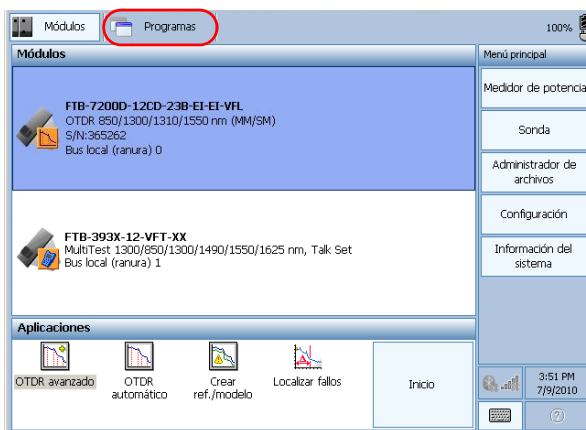 Módulos
Programas
100%
Módulos
FTB-7200D-12CD-23B-EI-EI-VFL
OTDR 850/1300/1310/1550 nm (MM/SM)
S/N:365262
Bus local (ranura) 0
FTB-393X-12-VFT-XX
MultiTest 1300/850/1300/1490/1550/1625 nm, Talk Set
Bus local (ranura) 1
Aplicaciones
OTDR avanzado
OTDR
automático
Crear
ref./modelo
Localizar fallos
Inicio
Menú principal
Medidor de potencia
Sonda
Administrador de
archivos
Configuración
Información del
sistema
3:51 PM
7/9/2010
?